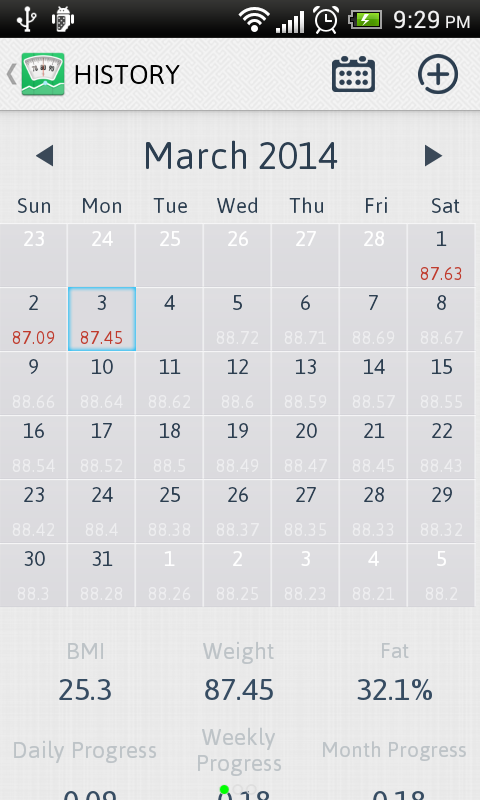 9:29 PM
HISTORY
March 2014
Sun Mon Tue Wed Thu Fri Sat
23 24 25 26 27 28 1
87.63
2 3 4 5 6 7 8
87.09 87.45 88.72 88.71 88.69 88.67
9 10 11 12 13 14 15
88.66 88.64 88.62 88.6 88.59 88.57 88.55
16 17 18 19 20 21 22
88.54 88.52 88.5 88.49 88.47 88.45 88.43
23 24 25 26 27 28 29
88.42 88.4 88.38 88.37 88.35 88.33 88.32
30 31 1 2 3 4 5
88.3 88.28 88.26 88.25 88.23 88.21 88.2
BMI Weight Fat
25.3 87.45 32.1%
Daily Progress Weekly Progress Month Progress
0.09 0.18 0.18